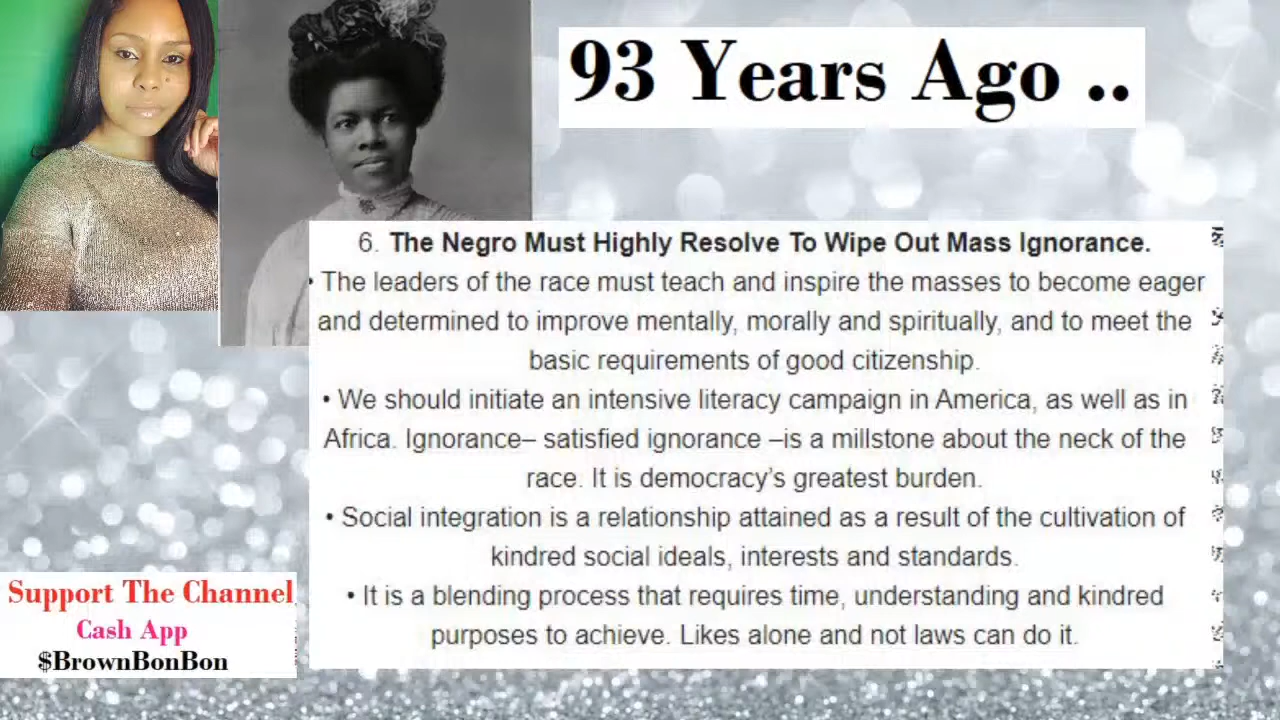 93 Years Ago ..
6. The Negro Must Highly Resolve To Wipe Out Mass Ignorance.
• The leaders of the race must teach and inspire the masses to become eager
and determined to improve mentally, morally and spiritually, and to meet the
basic requirements of good citizenship.
• We should initiate an intensive literacy campaign in America, as well as in
Africa. Ignorance– satisfied ignorance –is a millstone about the neck of the
race. It is democracy’s greatest burden.
• Social integration is a relationship attained as a result of the cultivation of
kindred social ideals, interests and standards.
• It is a blending process that requires time, understanding and kindred
purposes to achieve. Likes alone and not laws can do it.
Support The Channel
Cash App
$BrownBonBon